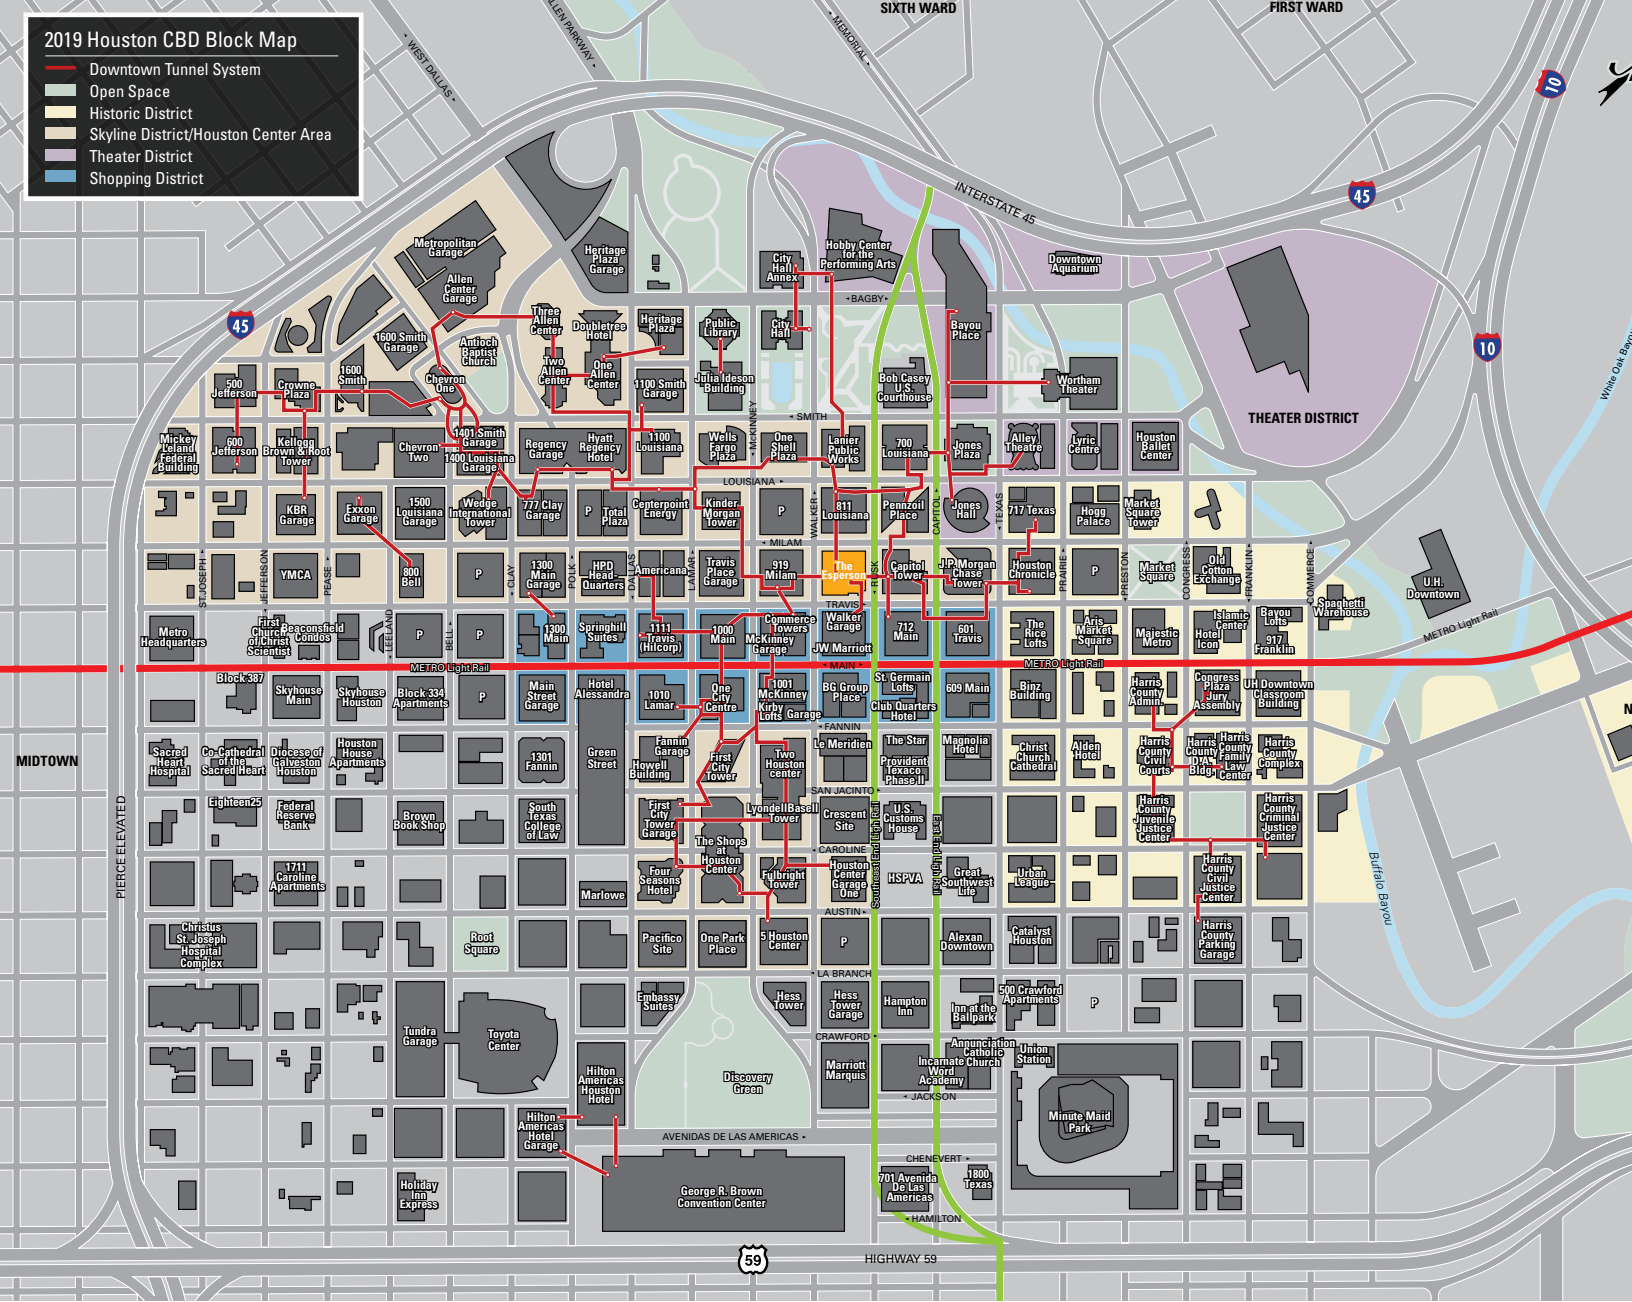 SIXTH WARD
FIRST WARD
2019 Houston CBD Block Map
Downtown Tunnel System
Open Space
Historic District
Skyline District/Houston Center Area
Theater District
Shopping District
WEST DALLAS
ALLEN PARKWAY
MEMORIAL
INTERSTATE 45
45
10
45
45
10
White Oak Bayou
Metropolitan
Garage
Allen
Center
Garage
Heritage
Plaza
Garage
City
Hall
Annex
Hobby Center
for the
Performing Arts
Downtown
Aquarium
BAGBY
1600 Smith
Garage
Antioch
Baptist
Church
Three
Allen
Center
Doubletree
Hotel
Heritage
Plaza
Public
Library
City
Hall
Bayou
Place
500
Jefferson
Crowne
Plaza
1600
Smith
Chevron
One
Two
Allen
Center
One
Allen
Center
1100 Smith
Garage
Julia Ideson
Building
Bob Casey
U.S.
Courthouse
Wortham
Theater
THEATER DISTRICT
SMITH
McKINNEY
Mickey
Leland
Federal
Building
600
Jefferson
Kellogg
Brown & Root
Tower
Chevron
Two
1401 Smith
Garage
1400 Louisiana
Garage
Regency
Garage
Hyatt
Regency
Hotel
1100
Louisiana
Wells
Fargo
Plaza
One
Shell
Plaza
Lanier
Public
Works
700
Louisiana
Jones
Plaza
Alley
Theatre
Lyric
Centre
Houston
Ballet
Center
LOUISIANA
KBR
Garage
Exxon
Garage
1500
Louisiana
Garage
Wedge
International
Tower
777 Clay
Garage
P
Total
Plaza
Centerpoint
Energy
Kinder
Morgan
Tower
P
WALKER
811
Louisiana
Pennzoil
Place
CAPITOL
Jones
Hall
TEXAS
717 Texas
Hogg
Palace
Market
Square
Tower
MILAM
ST. JOSEPH
JEFFERSON
YMCA
PEASE
800
Bell
P
CLAY
1300
Main
Garage
POLK
HPD
Head-
Quarters
DALLAS
Americana
LAMAR
Travis
Place
Garage
919
Milam
The
Esperson
RUSK
Capitol
Tower
J.P. Morgan
Chase
Tower
Houston
Chronicle
PRAIRIE
P
PRESTON
Market
Square
CONGRESS
Old
Cotton
Exchange
FRANKLIN
COMMERCE
U.H.
Downtown
Spaghetti
Warehouse
METRO Light Rail
TRAVIS
Metro
Headquarters
First
Church
of Christ
Scientist
Beaconsfield
Condos
LEELAND
P
BELL
P
1300
Main
Springhill
Suites
1111
Travis
(Hilcorp)
1000
Main
Commerce
Towers
McKinney
Garage
Walker
Garage
JW Marriott
712
Main
601
Travis
The
Rice
Lofts
Aris
Market
Square
Majestic
Metro
Islamic
Center
Hotel
Icon
Bayou
Lofts
917
Franklin
METRO Light Rail
MAIN
METRO Light Rail
Block 387
Skyhouse
Main
Skyhouse
Houston
Block 334
Apartments
P
Main
Street
Garage
Hotel
Alessandra
1010
Lamar
One
City
Centre
1001
McKinney
Kirby
Lofts
Garage
BG Group
Place
St. Germain
Lofts
Club Quarters
Hotel
609 Main
Binz
Building
Harris
County
Admin.
Congress
Plaza
Jury
Assembly
UH Downtown
Classroom
Building
FANNIN
MIDTOWN
Sacred
Heart
Hospital
Co-Cathedral
of the
Sacred Heart
Diocese of
Galveston
Houston
Houston
House
Apartments
1301
Fannin
Green
Street
Fannin
Garage
Howell
Building
First
City
Tower
Two
Houston
center
Le Meridien
The Star
Provident
Texaco
Phase II
Magnolia
Hotel
Christ
Church
Cathedral
Alden
Hotel
Harris
County
Civil
Courts
Harris
County
D.A.
Bldg.
Harris
County
Family
Law
Center
Harris
County
Complex
SAN JACINTO
PIERCE ELEVATED
Eighteen25
Federal
Reserve
Bank
Brown
Book Shop
South
Texas
College
of Law
First
City
Tower
Garage
The Shops
at
Houston
Center
LyondellBasell
Tower
Crescent
Site
U.S.
Customs
House
Harris
County
Juvenile
Justice
Center
Harris
County
Criminal
Justice
Center
Southeast End Light Rail
East End Light Rail
CAROLINE
1711
Caroline
Apartments
Marlowe
Four
Seasons
Hotel
Fulbright
Tower
Houston
Center
Garage
One
HSPVA
Great
Southwest
Life
Urban
League
Harris
County
Civil
Justice
Center
Buffalo Bayou
AUSTIN
Christus
St. Joseph
Hospital
Complex
Root
Square
Pacifico
Site
One Park
Place
5 Houston
Center
P
Alexan
Downtown
Catalyst
Houston
Harris
County
Parking
Garage
LA BRANCH
Tundra
Garage
Toyota
Center
Embassy
Suites
Hess
Tower
Hess
Tower
Garage
Hampton
Inn
Inn at the
Ballpark
500 Crawford
Apartments
P
CRAWFORD
Hilton
Americas
Houston
Hotel
Discovery
Green
Marriott
Marquis
Annunciation
Catholic
Church
Incarnate
Word
Academy
Union
Station
JACKSON
Minute Maid
Park
Hilton
Americas
Hotel
Garage
AVENIDAS DE LAS AMERICAS
CHENEVERT
Holiday
Inn
Express
George R. Brown
Convention Center
701 Avenida
De Las
Americas
1800
Texas
HAMILTON
59
HIGHWAY 59